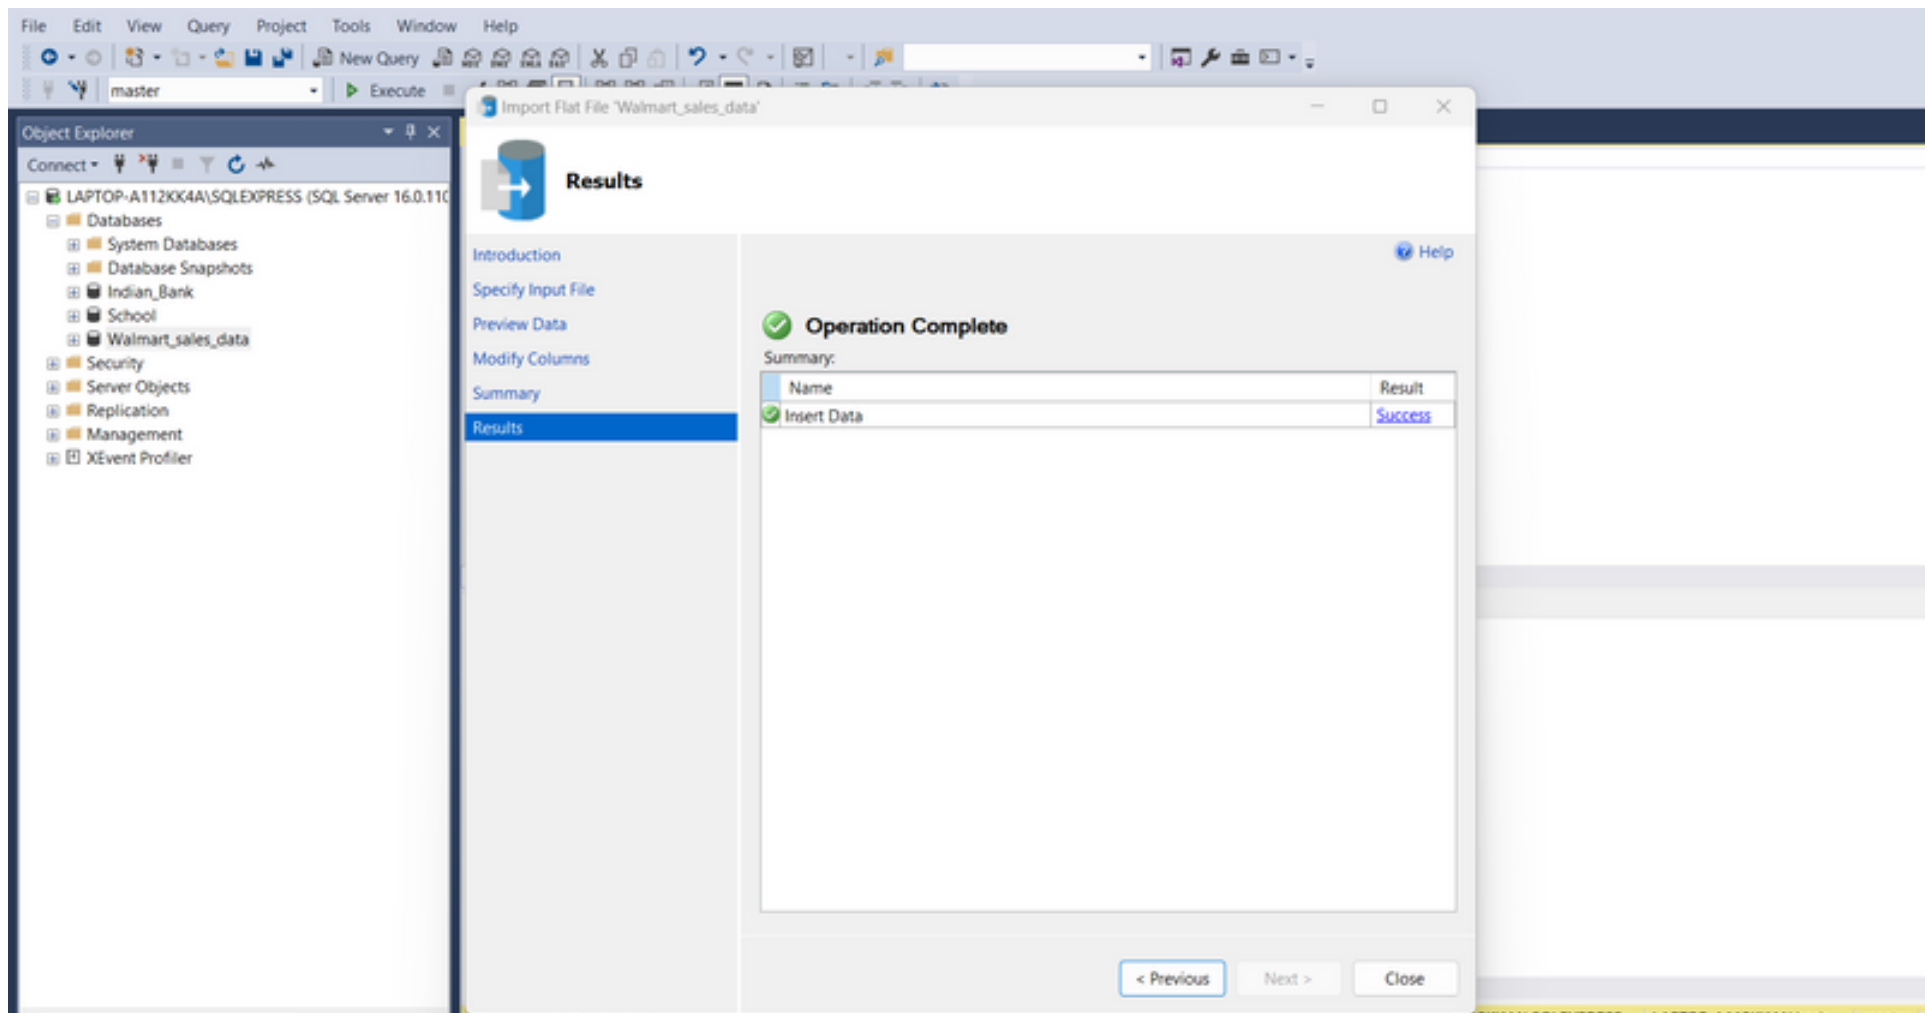 File Edit View Query Project Tools Window Help
New Query
master Execute
Import Flat File 'Walmart_sales_data'
Object Explorer
Connect
Results
LAPTOP-A112KK4A\SQLEXPRESS (SQL Server 16.0.110
Databases
System Databases
Database Snapshots
Indian_Bank
School
Walmart_sales_data
Security
Server Objects
Replication
Management
XEvent Profiler
Introduction
Specify Input File
Preview Data
Modify Columns
Summary
Results
Help
Operation Complete
Summary:
Name Result
Insert Data Success
< Previous Next > Close